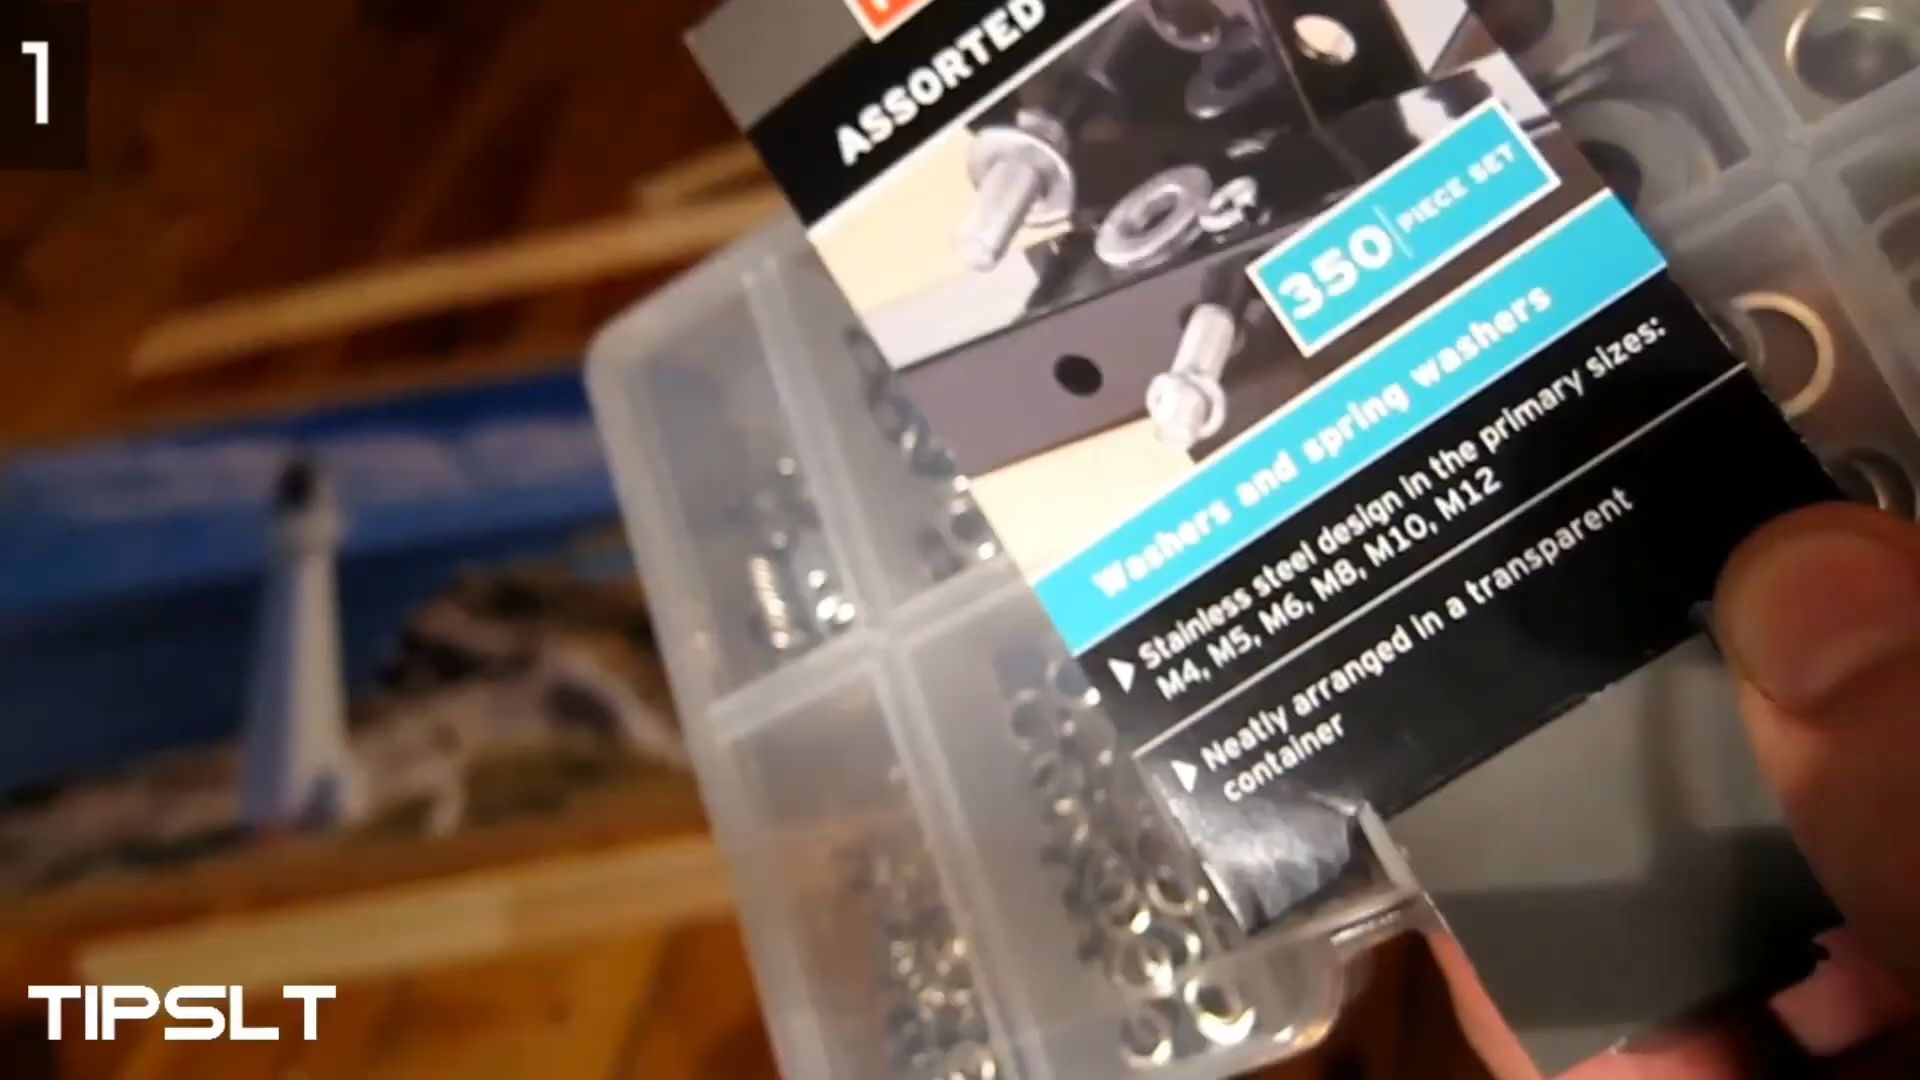 1
ASSORTED
350 PIECE SET
Washers and spring washers
Stainless steel design in the primary sizes:
M4, M5, M6, M8, M10, M12
Neatly arranged in a transparent
container
TIPSLT